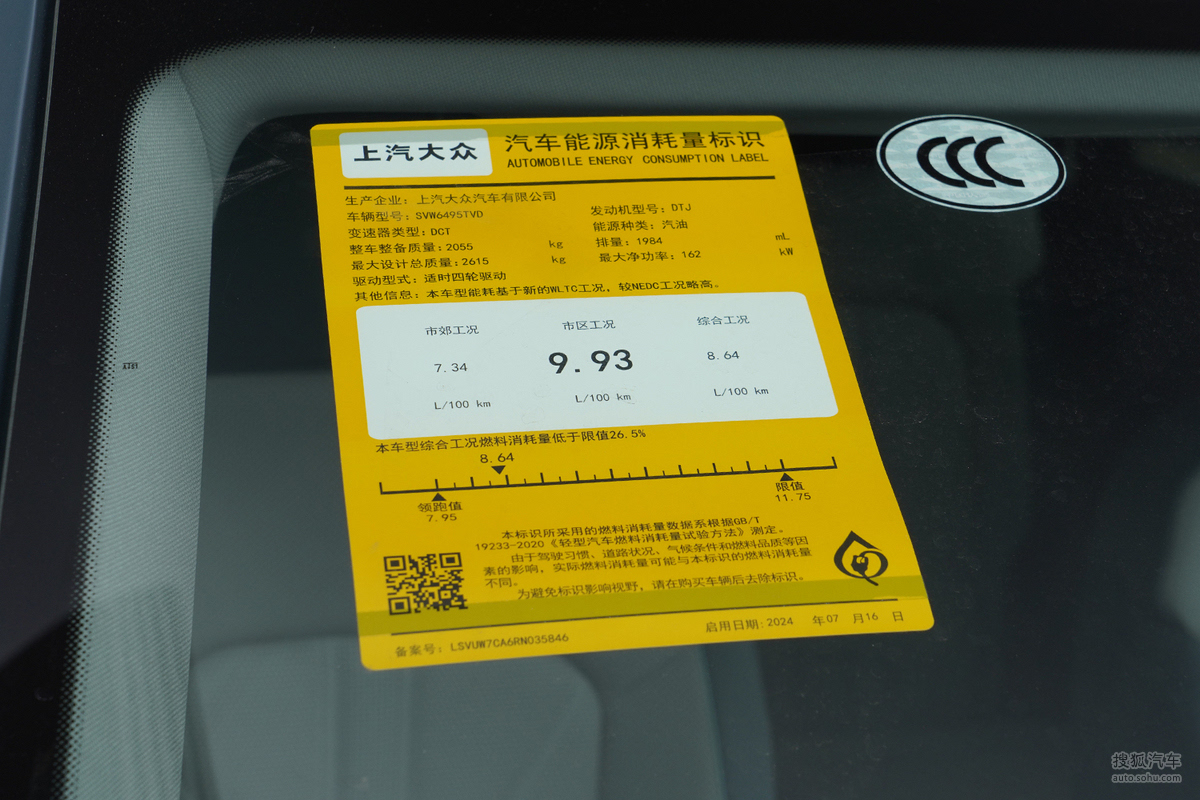 上汽大众
汽车能源消耗量标识
AUTOMOBILE ENERGY CONSUMPTION LABEL
生产企业: 上汽大众汽车有限公司
车辆型号: SVW6495TVD
发动机型号: DTJ
变速器类型: DCT
能源种类: 汽油
整车整备质量: 2055 kg
排量: 1984 mL
最大设计总质量: 2615 kg
最大净功率: 162 kW
驱动型式: 适时四轮驱动
其他信息: 本车型能耗基于新的WLTC工况, 较NEDC工况略高。
市郊工况 市区工况 综合工况
7.34 9.93 8.64
L/100 km L/100 km L/100 km
本车型综合工况燃料消耗量低于限值26.5%
8.64
领跑值
7.95
限值
11.75
本标识所采用的燃料消耗量数据系根据GB/T
19233-2020《轻型汽车燃料消耗量试验方法》测定。
由于驾驶习惯、道路状况、气候条件和燃料品质等因
素的影响, 实际燃料消耗量可能与本标识的燃料消耗量
不同。
为避免标识影响视野, 请在购买车辆后去除标识。
备案号: LSVUW7CA6RN035846
启用日期: 2024 年07 月16 日
CCC
搜狐汽车
auto.sohu.com